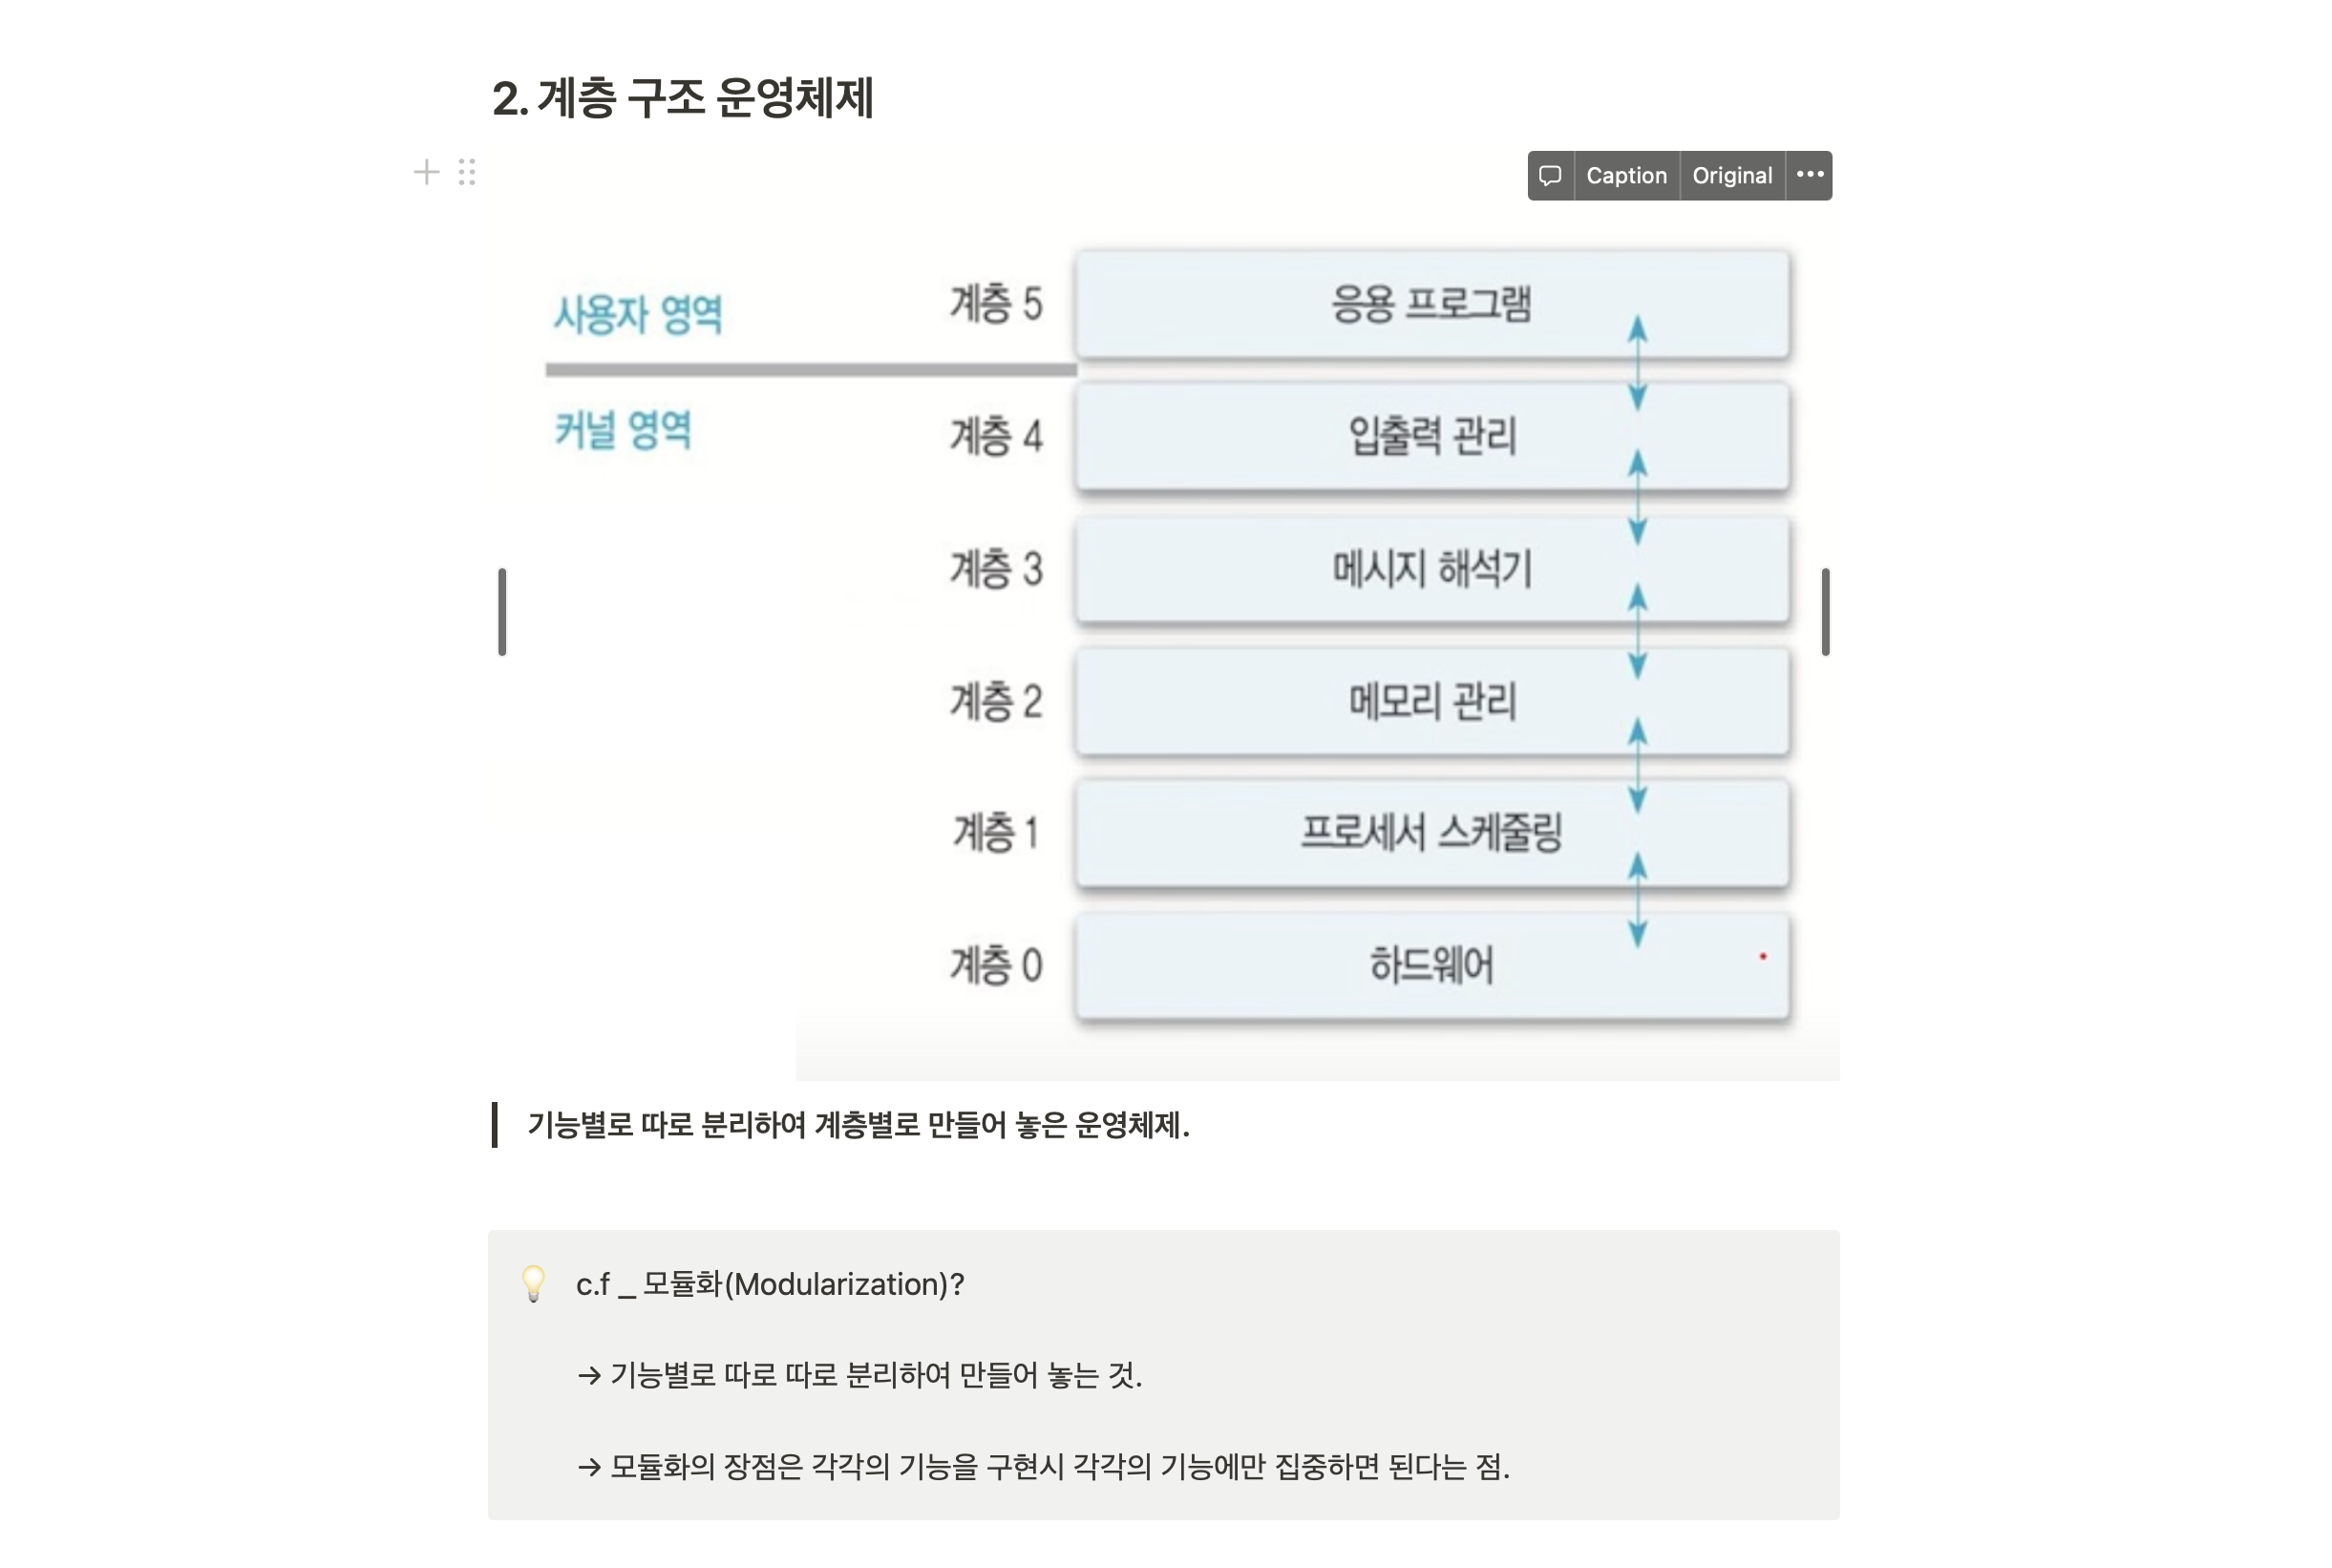 2. 계층 구조 운영체제
Caption Original
사용자 영역
계층 5 응용 프로그램
커널 영역
계층 4 입출력 관리
계층 3 메시지 해석기
계층 2 메모리 관리
계층 1 프로세서 스케줄링
계층 0 하드웨어
기능별로 따로 분리하여 계층별로 만들어 놓은 운영체제.
c.f _ 모듈화(Modularization)?
→ 기능별로 따로 따로 분리하여 만들어 놓는 것.
→ 모듈화의 장점은 각각의 기능을 구현시 각각의 기능에만 집중하면 된다는 점.